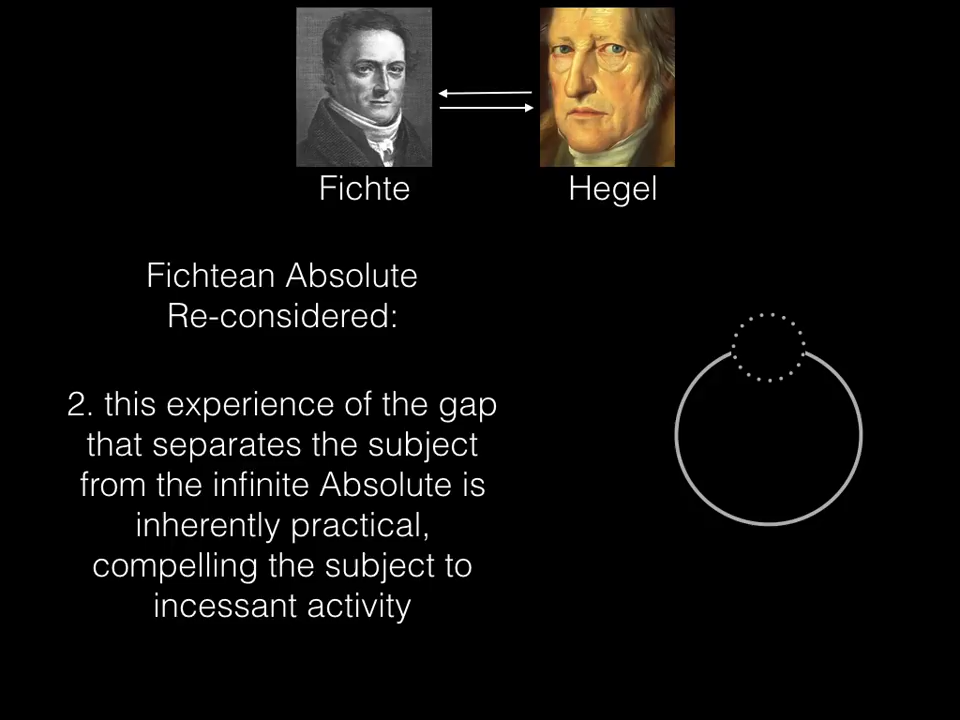 Fichte
Hegel
Fichtean Absolute
Re-considered:
2. this experience of the gap
that separates the subject
from the infinite Absolute is
inherently practical,
compelling the subject to
incessant activity